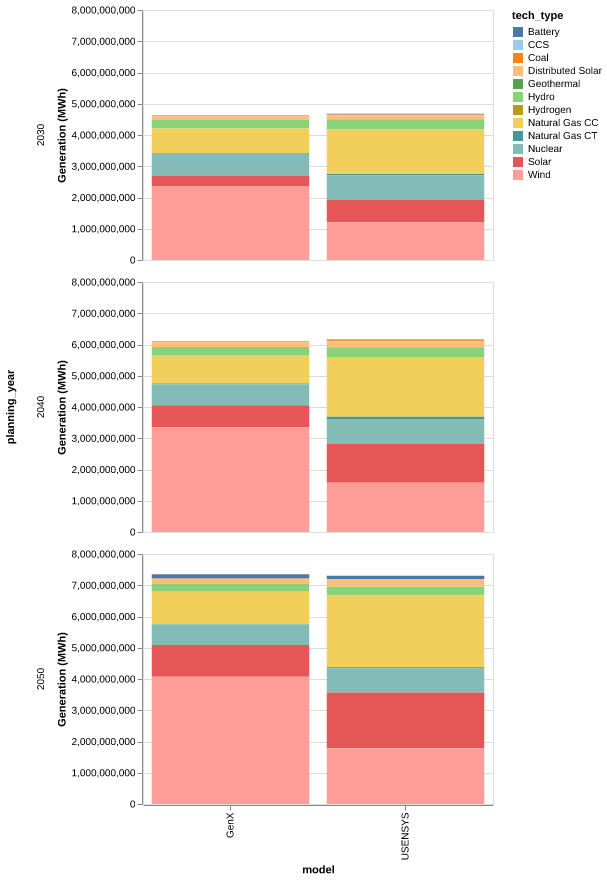 8,000,000,000
7,000,000,000
6,000,000,000
5,000,000,000
4,000,000,000
3,000,000,000
2,000,000,000
1,000,000,000
0
Generation (MWh)
2030
8,000,000,000
7,000,000,000
6,000,000,000
5,000,000,000
4,000,000,000
3,000,000,000
2,000,000,000
1,000,000,000
0
Generation (MWh)
2040
planning_year
8,000,000,000
7,000,000,000
6,000,000,000
5,000,000,000
4,000,000,000
3,000,000,000
2,000,000,000
1,000,000,000
0
Generation (MWh)
2050
GenX
USENSYS
model
tech_type
Battery
CCS
Coal
Distributed Solar
Geothermal
Hydro
Hydrogen
Natural Gas CC
Natural Gas CT
Nuclear
Solar
Wind